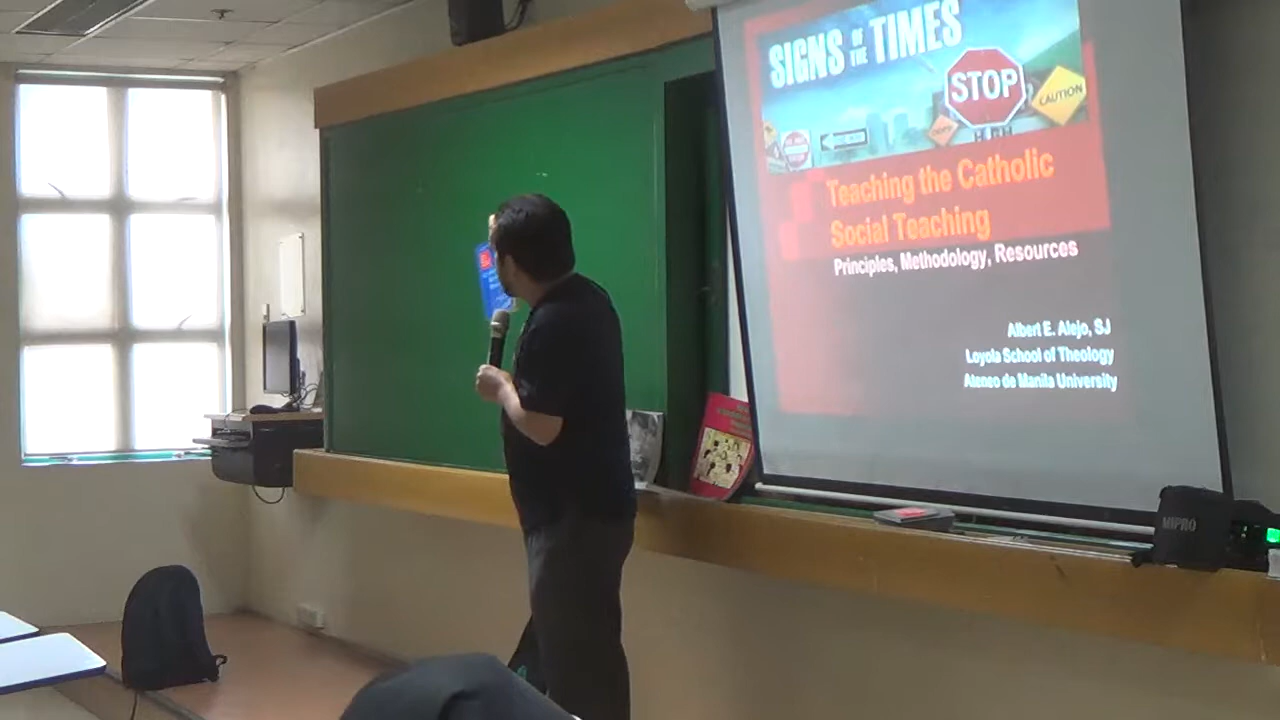 SIGNS OF THE TIMES
STOP
CAUTION
Teaching the Catholic
Social Teaching
Principles, Methodology, Resources
Albert E. Alejo, SJ
Loyola School of Theology
Ateneo de Manila University
MIPRO